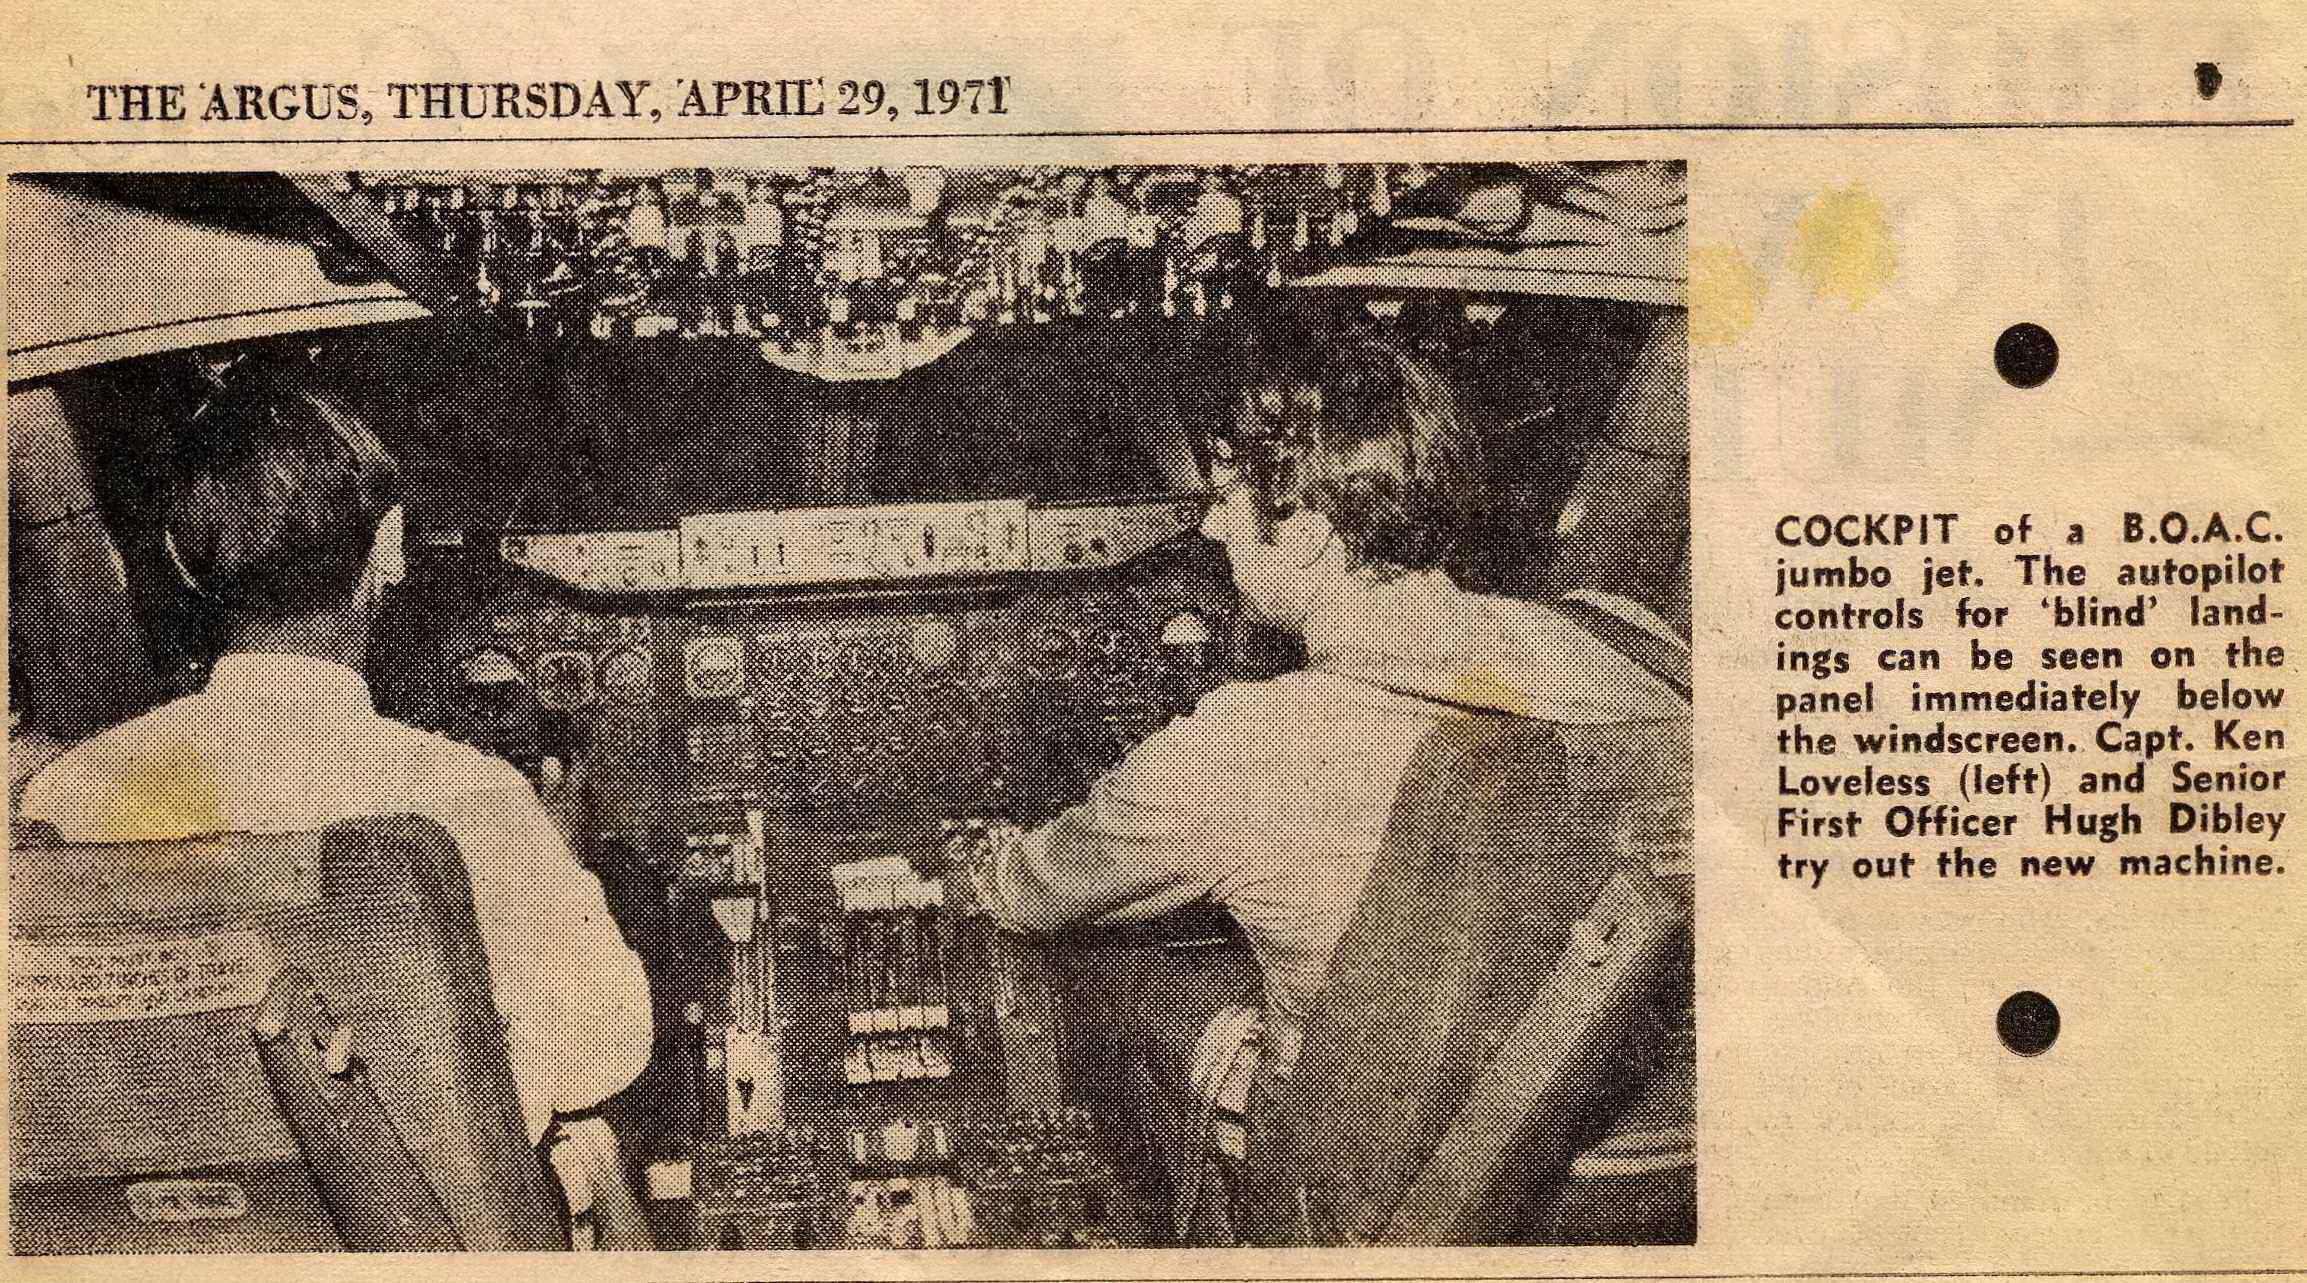 THE ARGUS, THURSDAY, APRIL 29, 1971
COCKPIT of a B.O.A.C.
jumbo jet. The autopilot
controls for ‘blind’ land-
ings can be seen on the
panel immediately below
the windscreen. Capt. Ken
Loveless (left) and Senior
First Officer Hugh Dibley
try out the new machine.